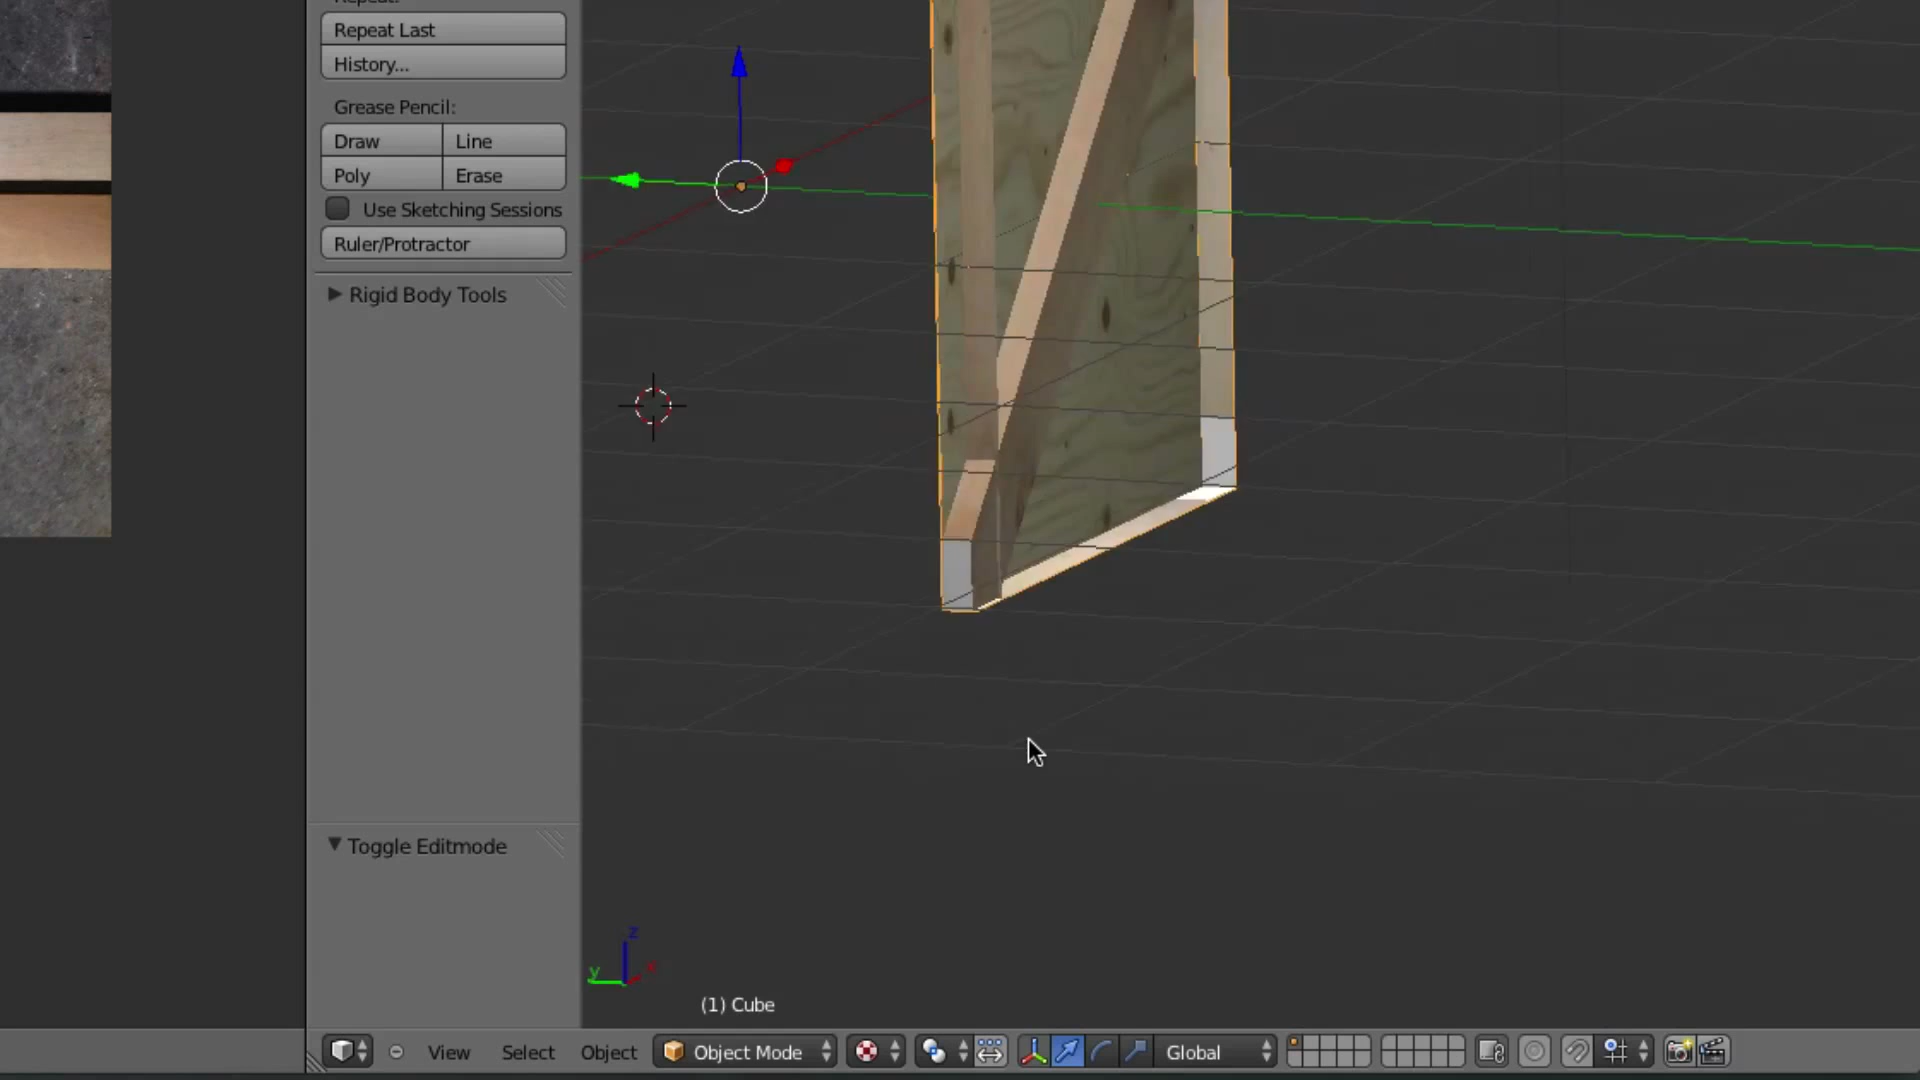 Repeat:
Repeat Last
History...
Grease Pencil:
Draw Line
Poly Erase
Use Sketching Sessions
Ruler/Protractor
Rigid Body Tools
Toggle Editmode
z
y x
(1) Cube
View Select Object Object Mode Global